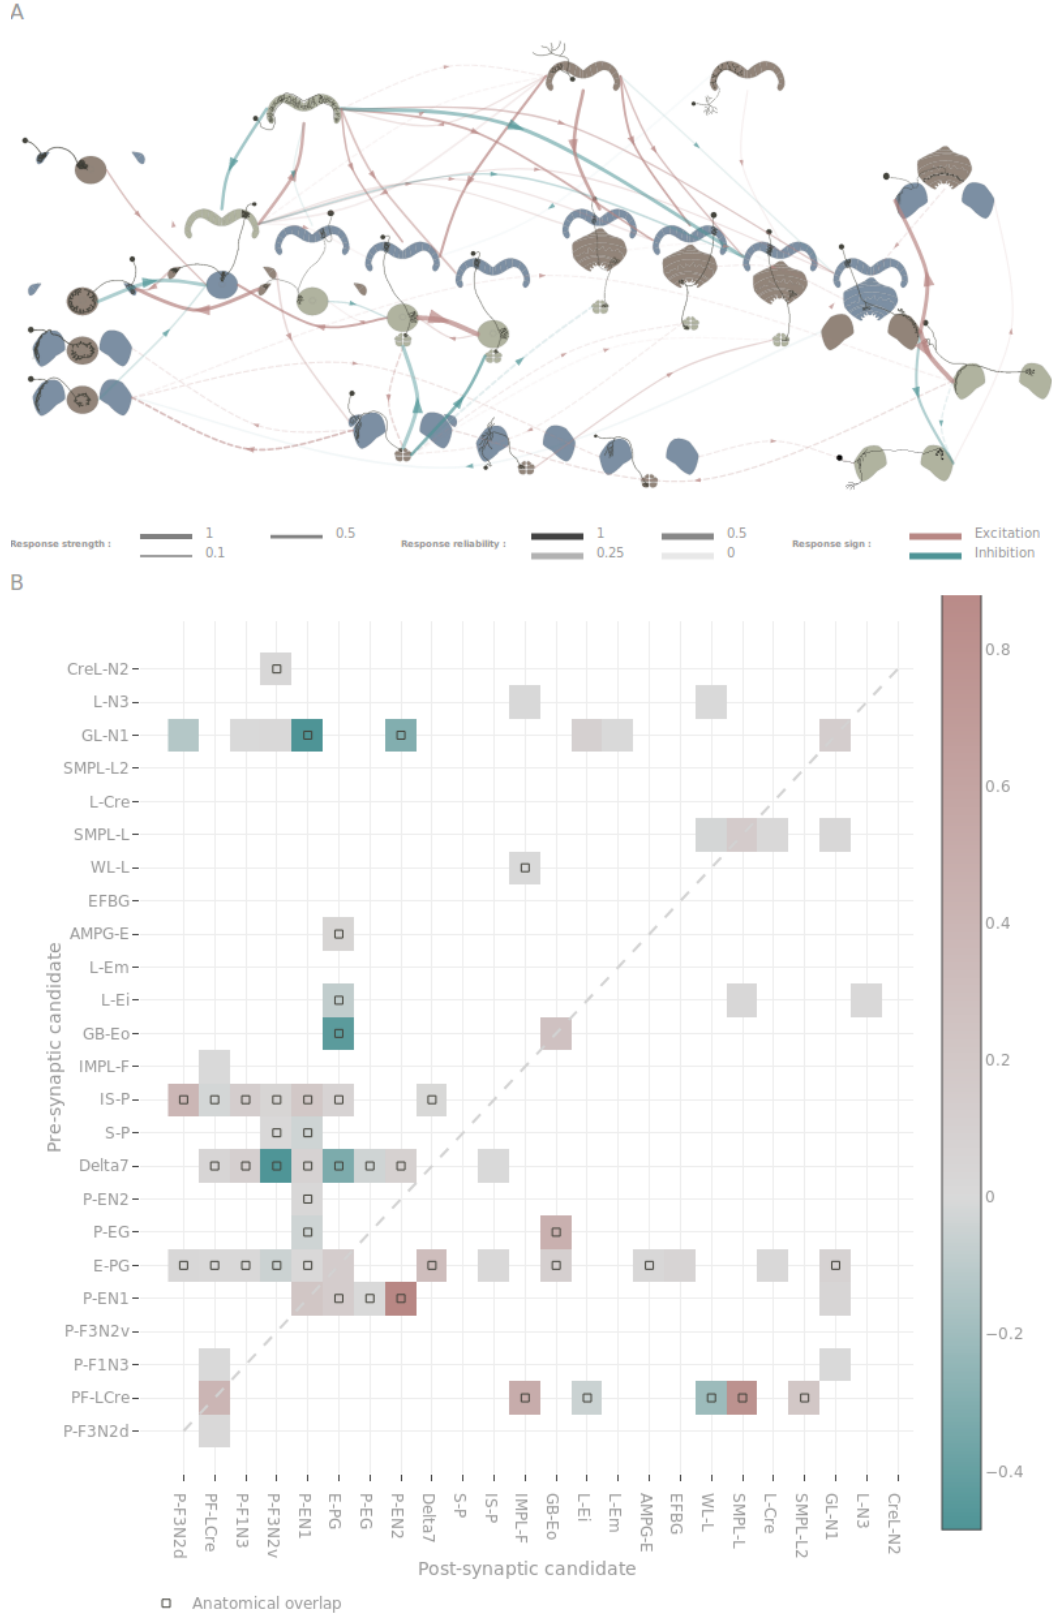 A
Response strength :
1
0.5
0.1
Response reliability :
1
0.5
0.25
0
Response sign :
Excitation
Inhibition
B
CreL-N2
L-N3
GL-N1
SMPL-L2
L-Cre
SMPL-L
WL-L
EFBG
AMPG-E
L-Em
L-Ei
GB-Eo
IMPL-F
IS-P
S-P
Delta7
P-EN2
P-EG
E-PG
P-EN1
P-F3N2v
P-F1N3
PF-LCre
P-F3N2d
Pre-synaptic candidate
P-F3N2d
PF-LCre
P-F1N3
P-F3N2v
P-EN1
E-PG
P-EG
P-EN2
Delta7
S-P
IS-P
IMPL-F
GB-Eo
L-Ei
L-Em
AMPG-E
EFBG
WL-L
SMPL-L
L-Cre
SMPL-L2
GL-N1
L-N3
CreL-N2
Post-synaptic candidate
0.8
0.6
0.4
0.2
0
−0.2
−0.4
Anatomical overlap